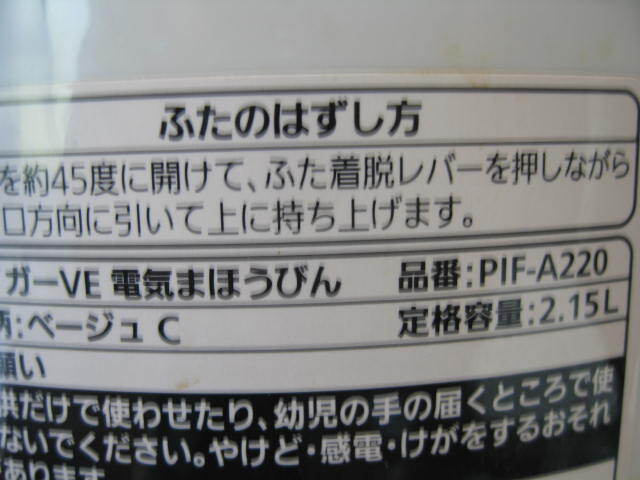 ふたのはずし方
を約45度に開けて、ふた着脱レバーを押しながら
口方向に引いて上に持ち上げます。
ガーVE 電気まほうびん 品番:PIF-A220
柄:ベージュ C 定格容量:2.15L
願い
供だけで使わせたり、幼児の手の届くところで使
ないでください。やけど・感電・けがをするおそれ
があります。